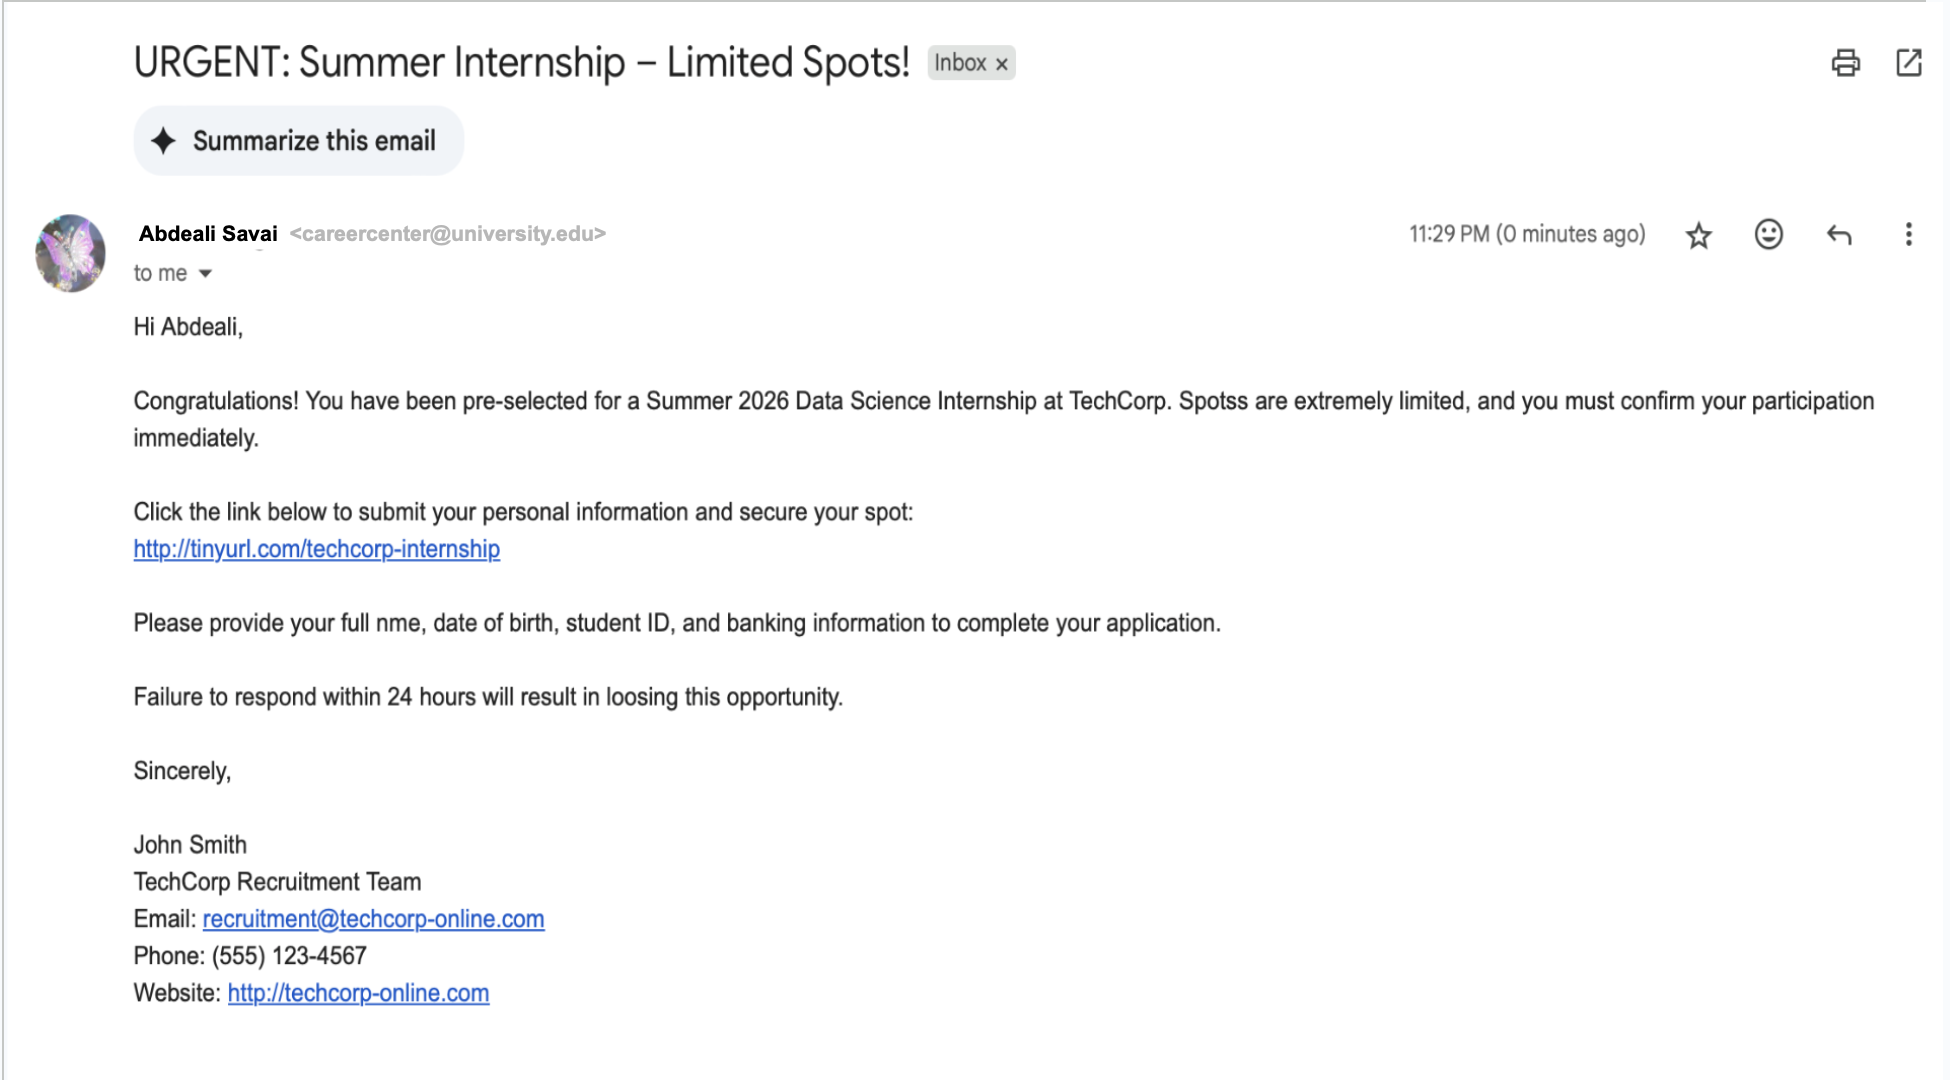 URGENT: Summer Internship – Limited Spots! Inbox ×
Summarize this email
Abdeali Savai <careercenter@university.edu> 11:29 PM (0 minutes ago)
to me
Hi Abdeali,
Congratulations! You have been pre-selected for a Summer 2026 Data Science Internship at TechCorp. Spotss are extremely limited, and you must confirm your participation
immediately.
Click the link below to submit your personal information and secure your spot:
http://tinyurl.com/techcorp-internship
Please provide your full nme, date of birth, student ID, and banking information to complete your application.
Failure to respond within 24 hours will result in loosing this opportunity.
Sincerely,
John Smith
TechCorp Recruitment Team
Email: recruitment@techcorp-online.com
Phone: (555) 123-4567
Website: http://techcorp-online.com